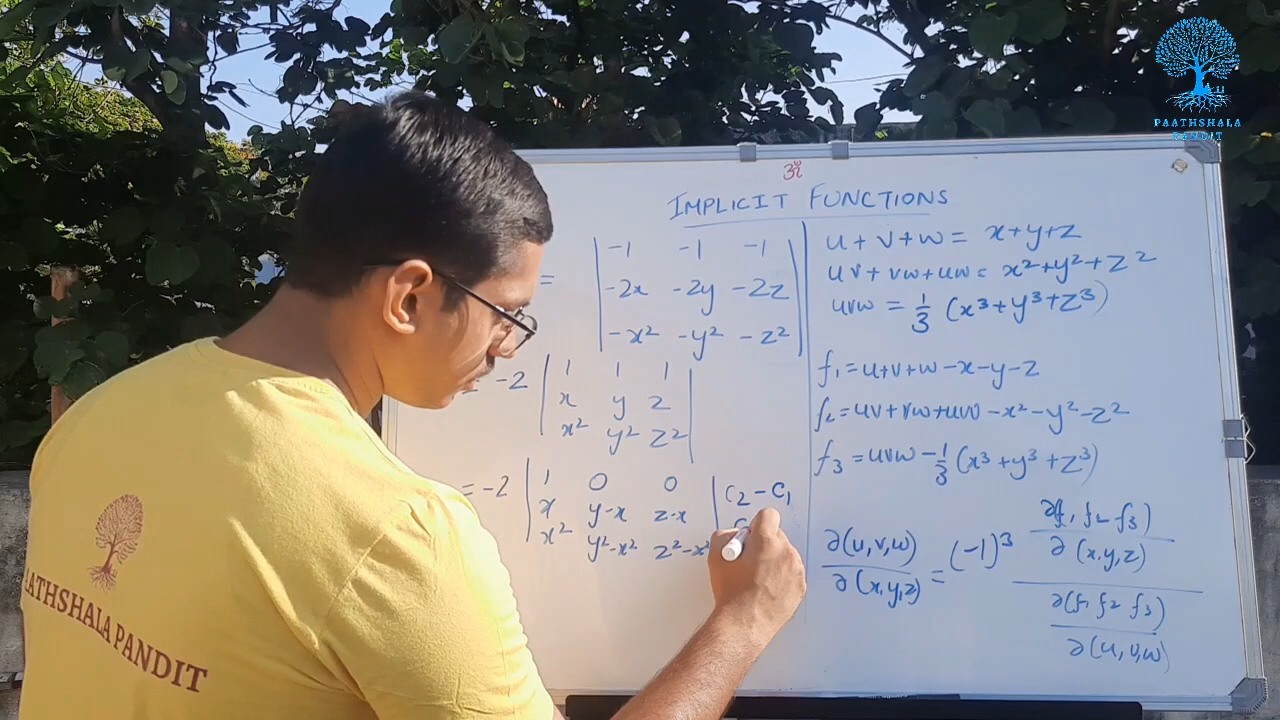 PAATHSHALA
PANDIT
ॐ
IMPLICIT FUNCTIONS
= | -1 -1 -1 |
| -2x -2y -2z |
| -x² -y² -z² |
= -2 | 1 1 1 |
| x y z |
| x² y² z² |
= -2 | 1 0 0 | C₂ - C₁
| x y-x z-x |
| x² y²-x² z²-x²
u + v + w = x+y+z
uv + vw + uw = x²+y²+z²
uvw = 1/3 (x³+y³+z³)
f₁ = u+v+w-x-y-z
f₂ = uv+vw+uw-x²-y²-z²
f₃ = uvw - 1/3 (x³+y³+z³)
∂(u,v,w) / ∂(x,y,z) = (-1)³ ∂(f₁ f₂ f₃) / ∂(x,y,z)
∂(f₁ f₂ f₃) / ∂(u,v,w)
PAATHSHALA PANDIT